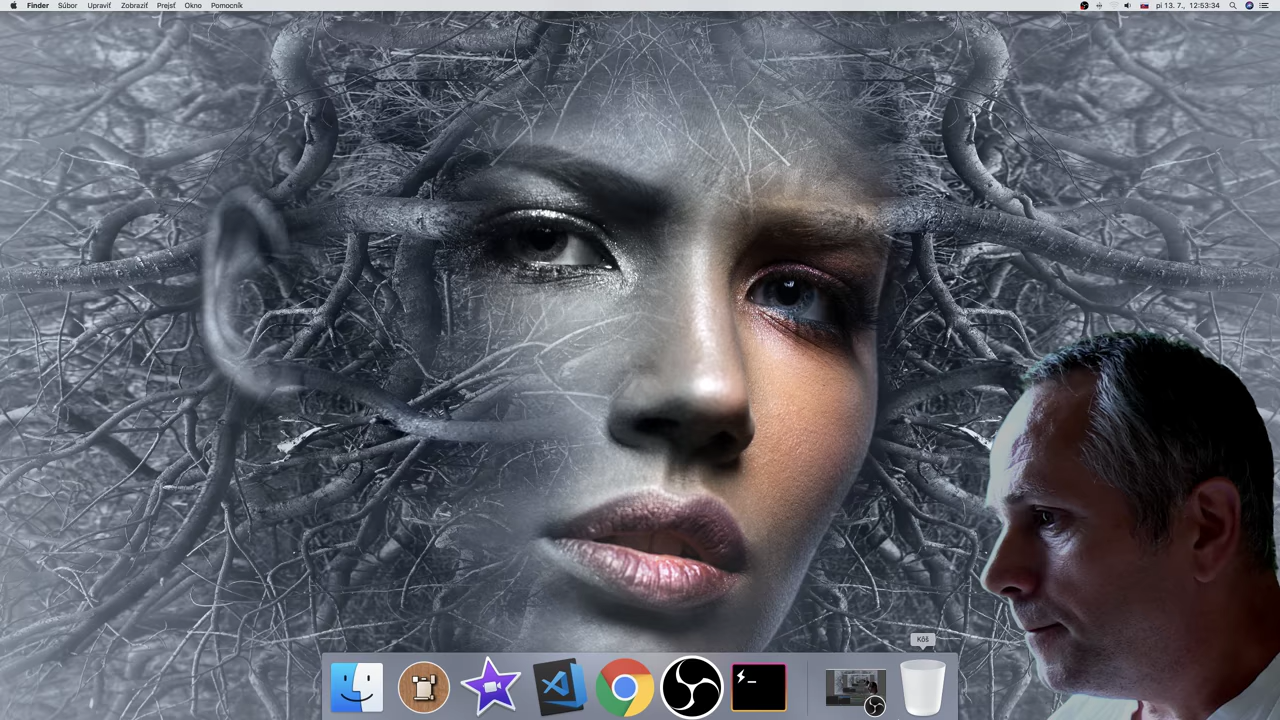 Finder Súbor Upraviť Zobraziť Prejsť Okno Pomocník pi 13. 7., 12:53:34
Kôš